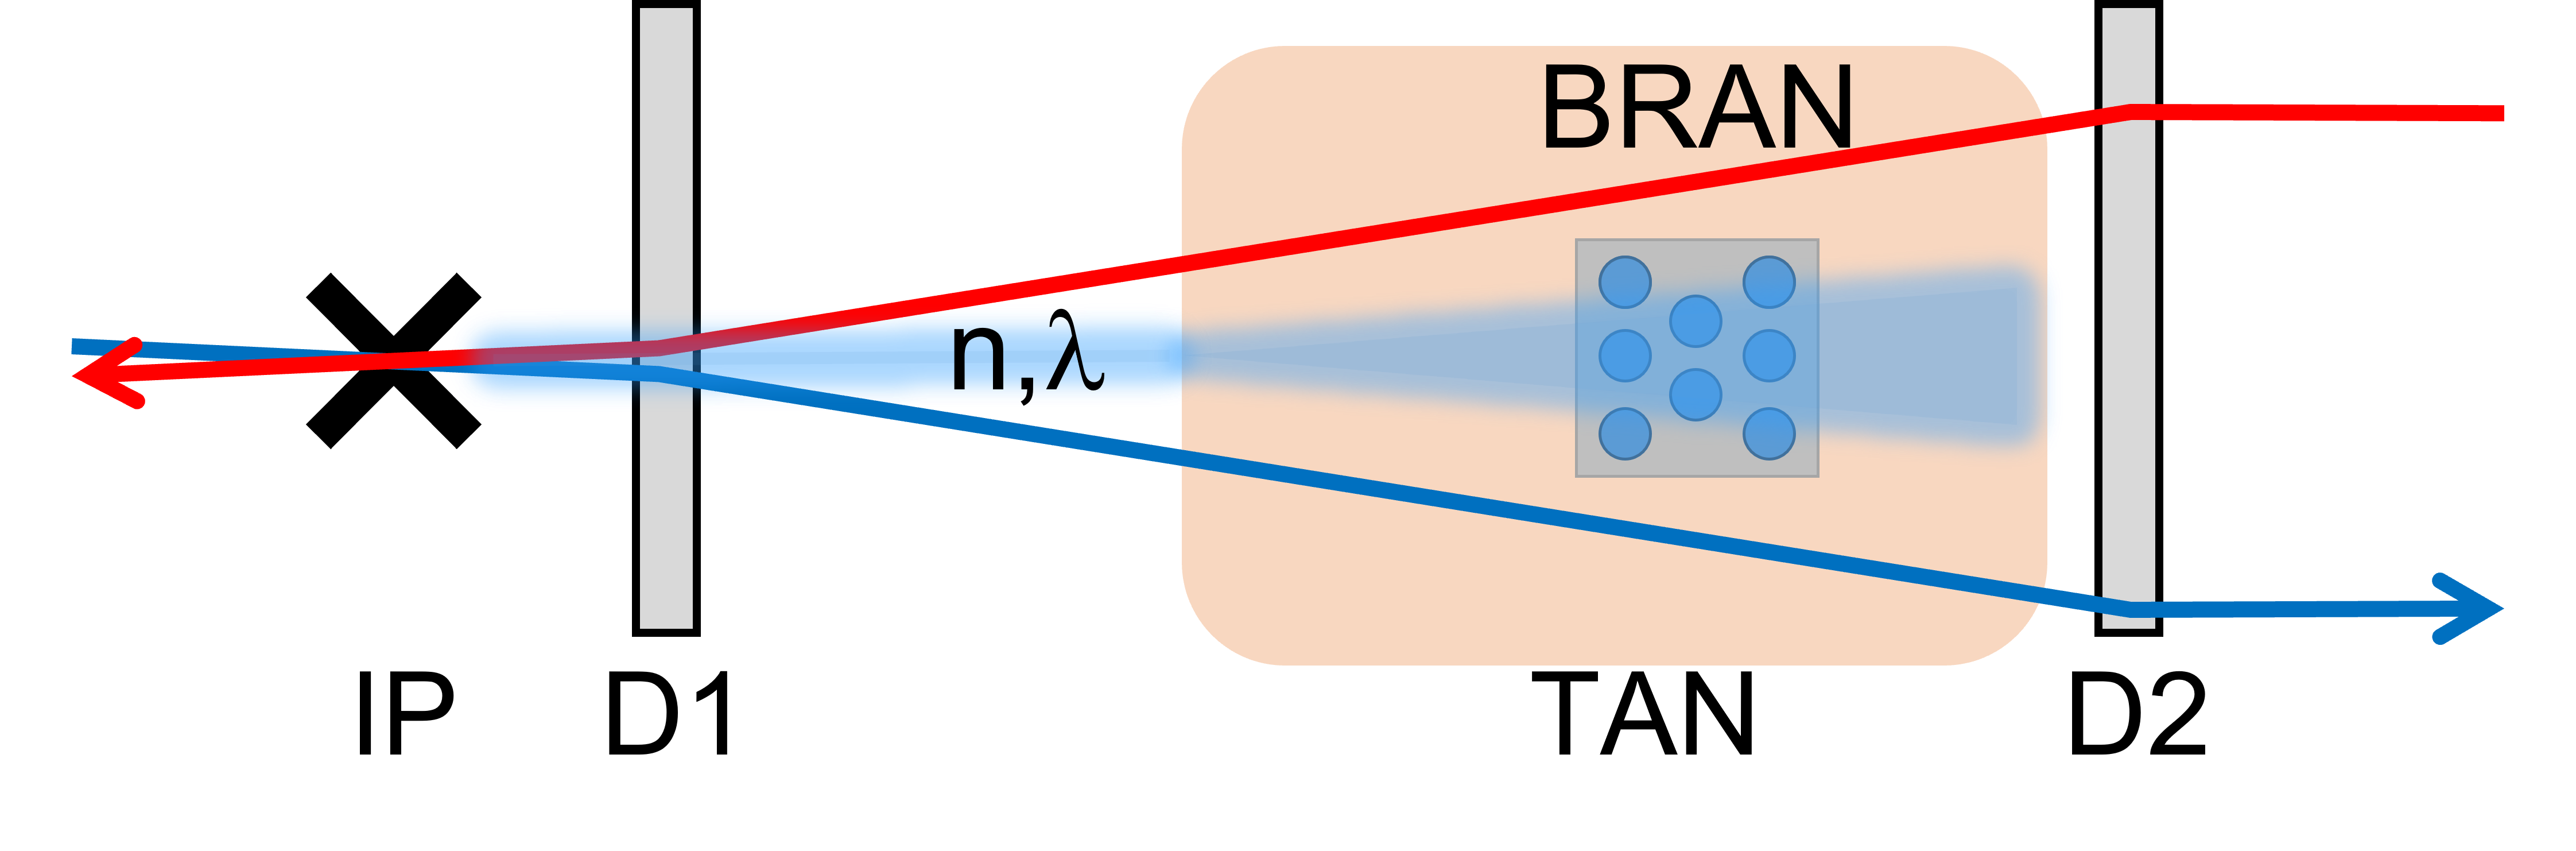 BRAN
n,λ
IP D1 TAN D2